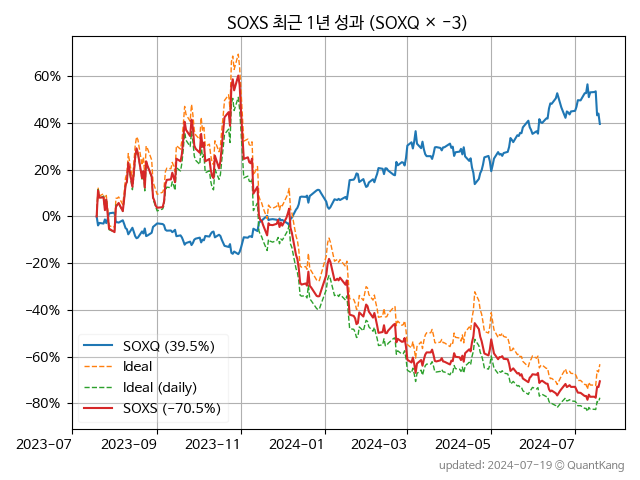 SOXS 최근 1년 성과 (SOXQ × -3)
60%
40%
20%
0%
-20%
-40%
-60%
-80%
SOXQ (39.5%)
Ideal
Ideal (daily)
SOXS (-70.5%)
2023-07
2023-09
2023-11
2024-01
2024-03
2024-05
2024-07
updated: 2024-07-19 © QuantKang